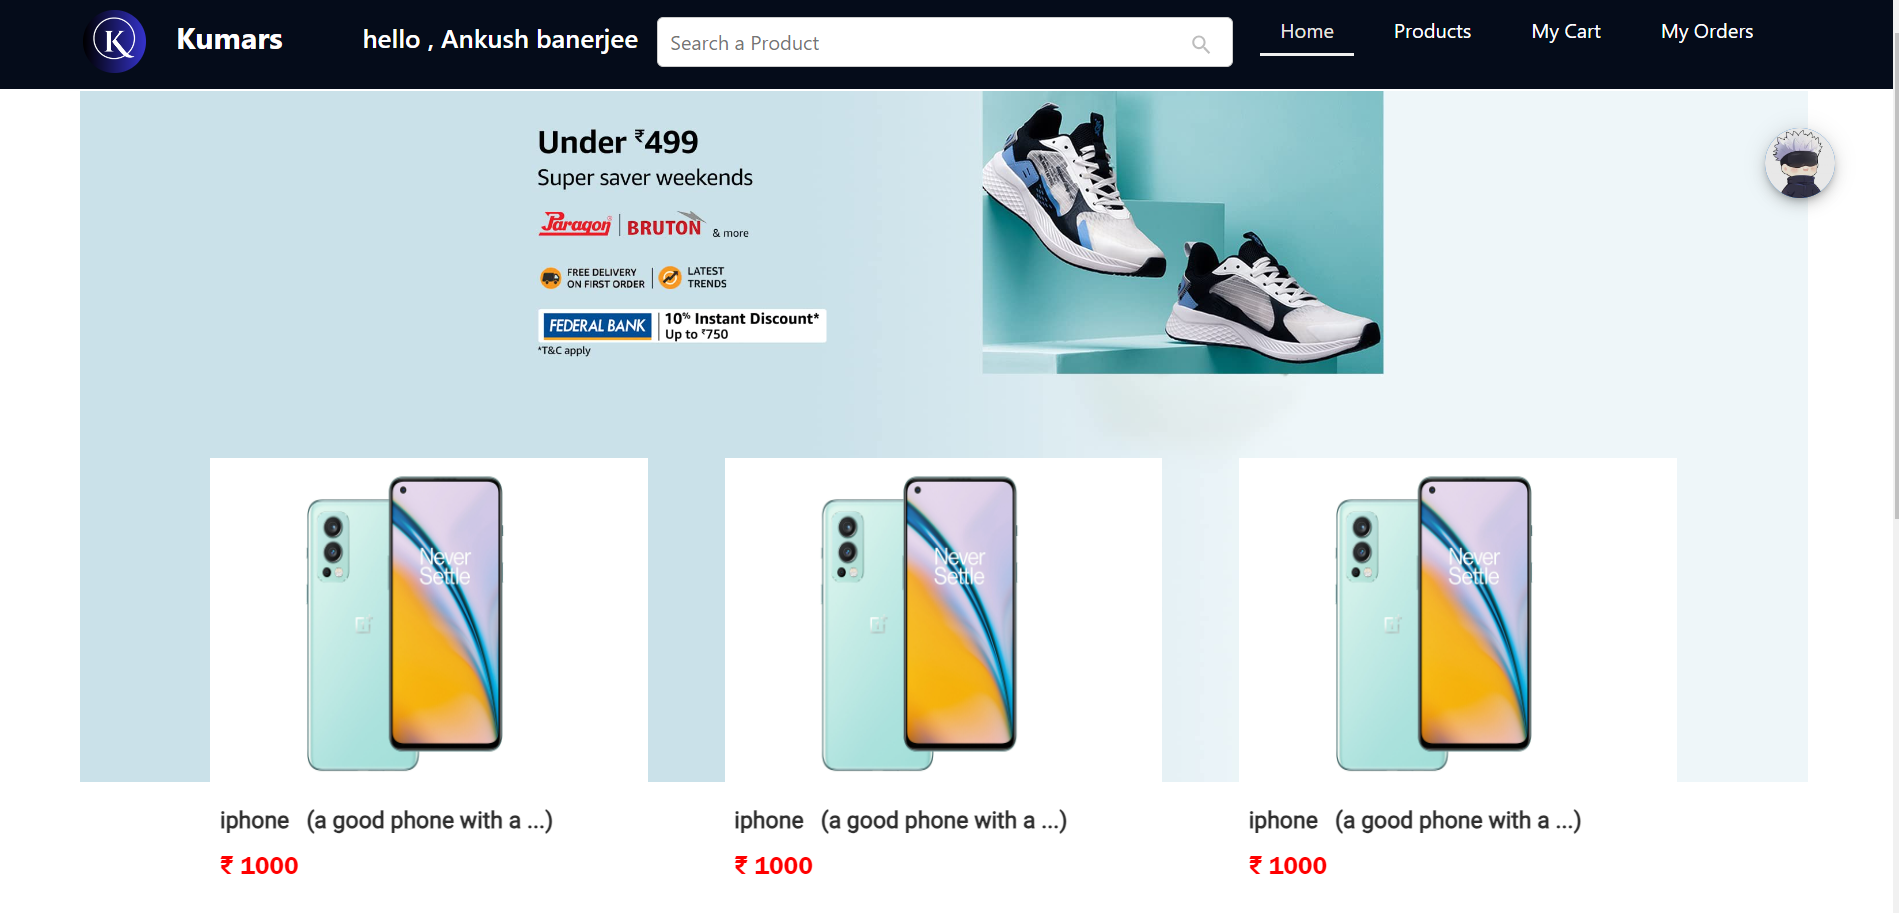 K
Kumars
hello , Ankush banerjee
Search a Product
Home
Products
My Cart
My Orders
Under ₹499
Super saver weekends
Paragon® | BRUTON & more
FREE DELIVERY
ON FIRST ORDER
LATEST
TRENDS
FEDERAL BANK
10% Instant Discount*
Up to ₹750
*T&C apply
Never
Settle
Never
Settle
Never
Settle
iphone (a good phone with a ...)
₹ 1000
iphone (a good phone with a ...)
₹ 1000
iphone (a good phone with a ...)
₹ 1000